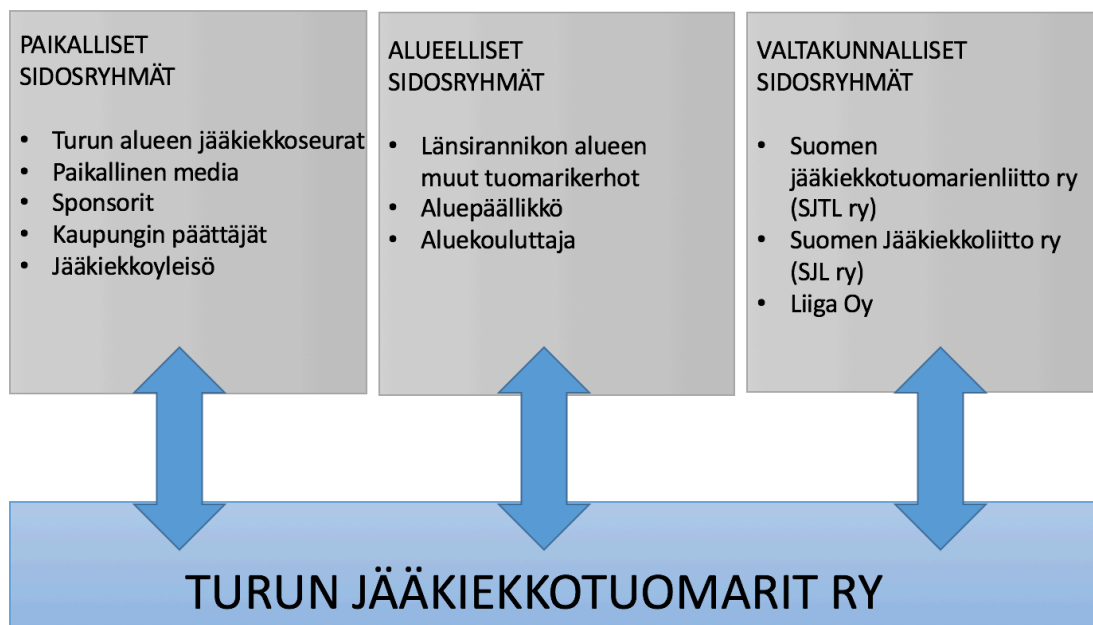 PAIKALLISET
SIDOSRYHMÄT
• Turun alueen jääkiekkoseurat
• Paikallinen media
• Sponsorit
• Kaupungin päättäjät
• Jääkiekkoyleisö
ALUEELLISET
SIDOSRYHMÄT
• Länsirannikon alueen
muut tuomarikerhot
• Aluepäällikkö
• Aluekouluttaja
VALTAKUNNALLISET
SIDOSRYHMÄT
• Suomen
jääkiekkotuomarienliitto ry
(SJTL ry)
• Suomen Jääkiekkoliitto ry
(SJL ry)
• Liiga Oy
TURUN JÄÄKIEKKOTUOMARIT RY